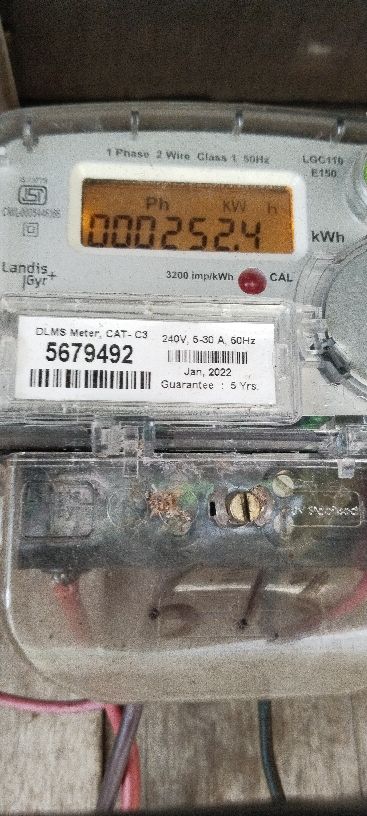 1 Phase 2 Wire Class 1 50Hz
LGC110
E150
ISI
Ph kW h
000252.4
kWh
Landis
Gyr+
3200 imp/kWh CAL
DLMS Meter, CAT- C3
5679492
240V, 5-30 A, 50Hz
Jan, 2022
Guarantee : 5 Yrs.